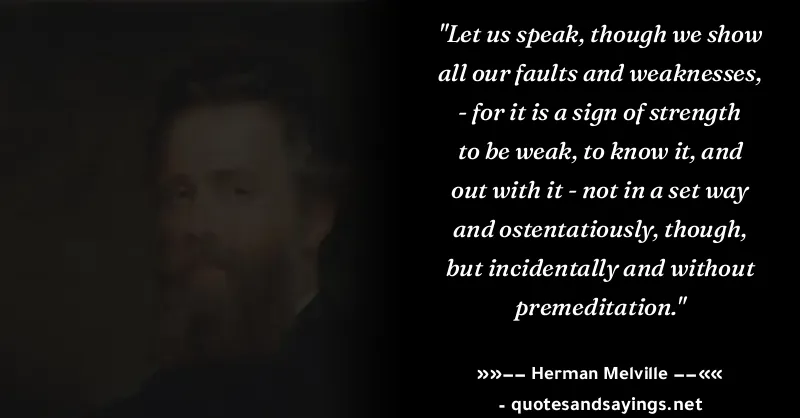 "Let us speak, though we show
all our faults and weaknesses,
- for it is a sign of strength
to be weak, to know it, and
out with it - not in a set way
and ostentatiously, though,
but incidentally and without
premeditation."
»»–– Herman Melville ––««
- quotesandsayings.net